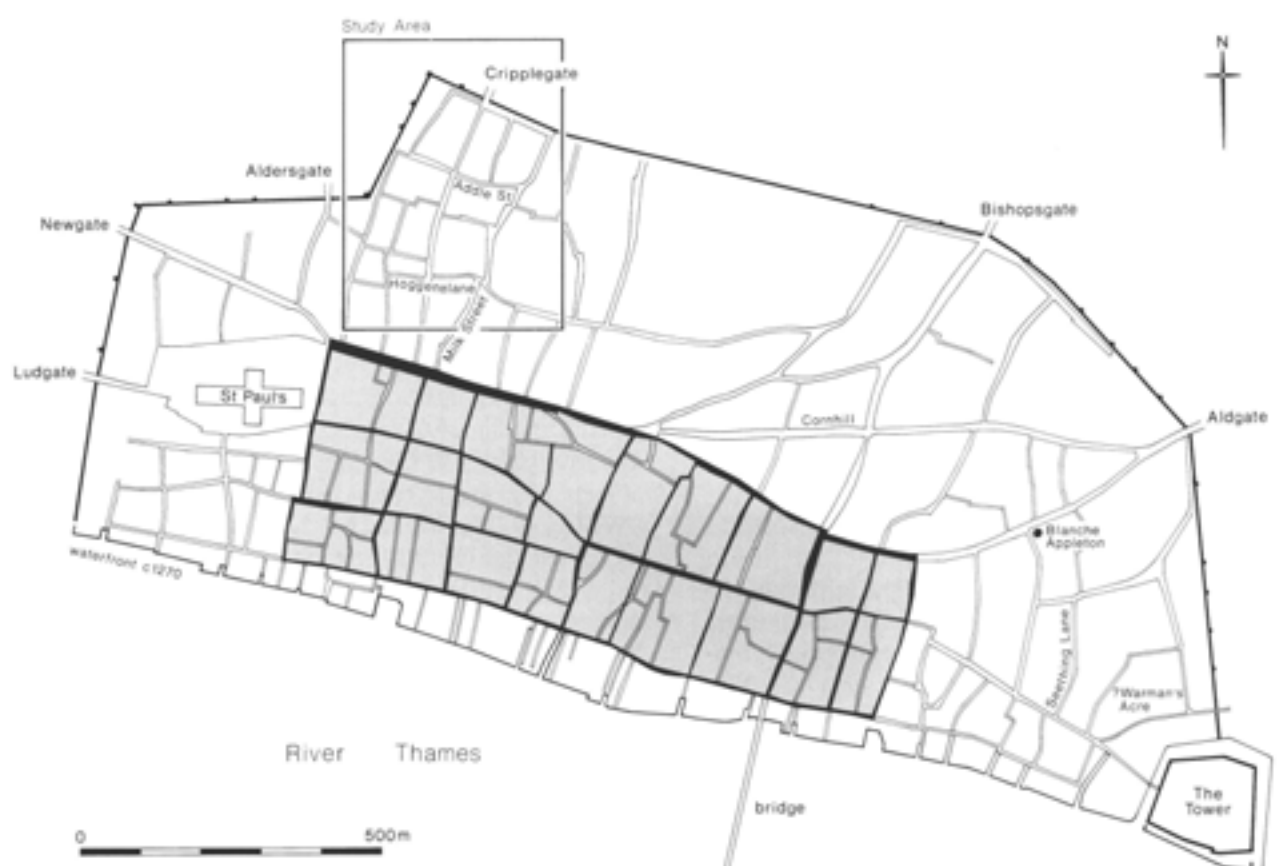 Study Area
N
Cripplegate
Aldersgate
Addle St
Newgate
Bishopsgate
Hoggenelane
Milk Street
Ludgate
St Paul's
Cornhill
Aldgate
Blanche
Appleton
waterfront c1270
Seething Lane
?Warman's
Acre
River Thames
The
Tower
bridge
0 500m